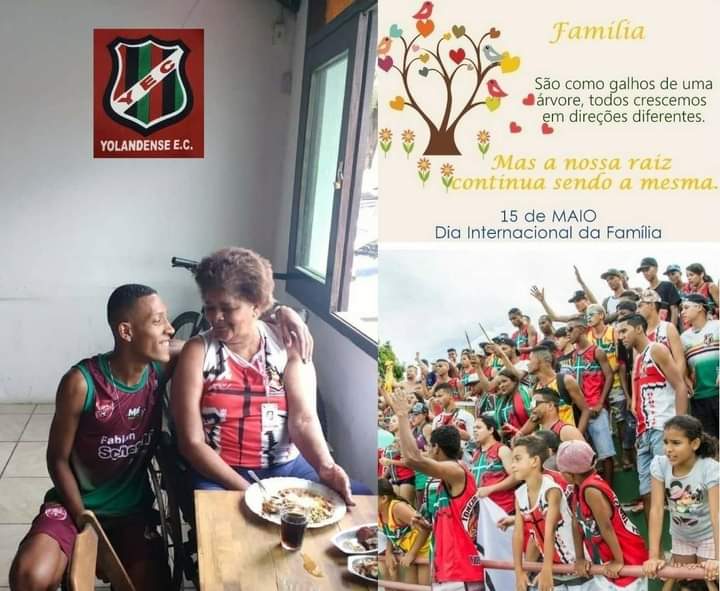 YEC
YOLANDENSE E.C.
Família
São como galhos de uma
árvore, todos crescemos
em direções diferentes.
Mas a nossa raiz
continua sendo a mesma.
15 de MAIO
Dia Internacional da Família
Fabian